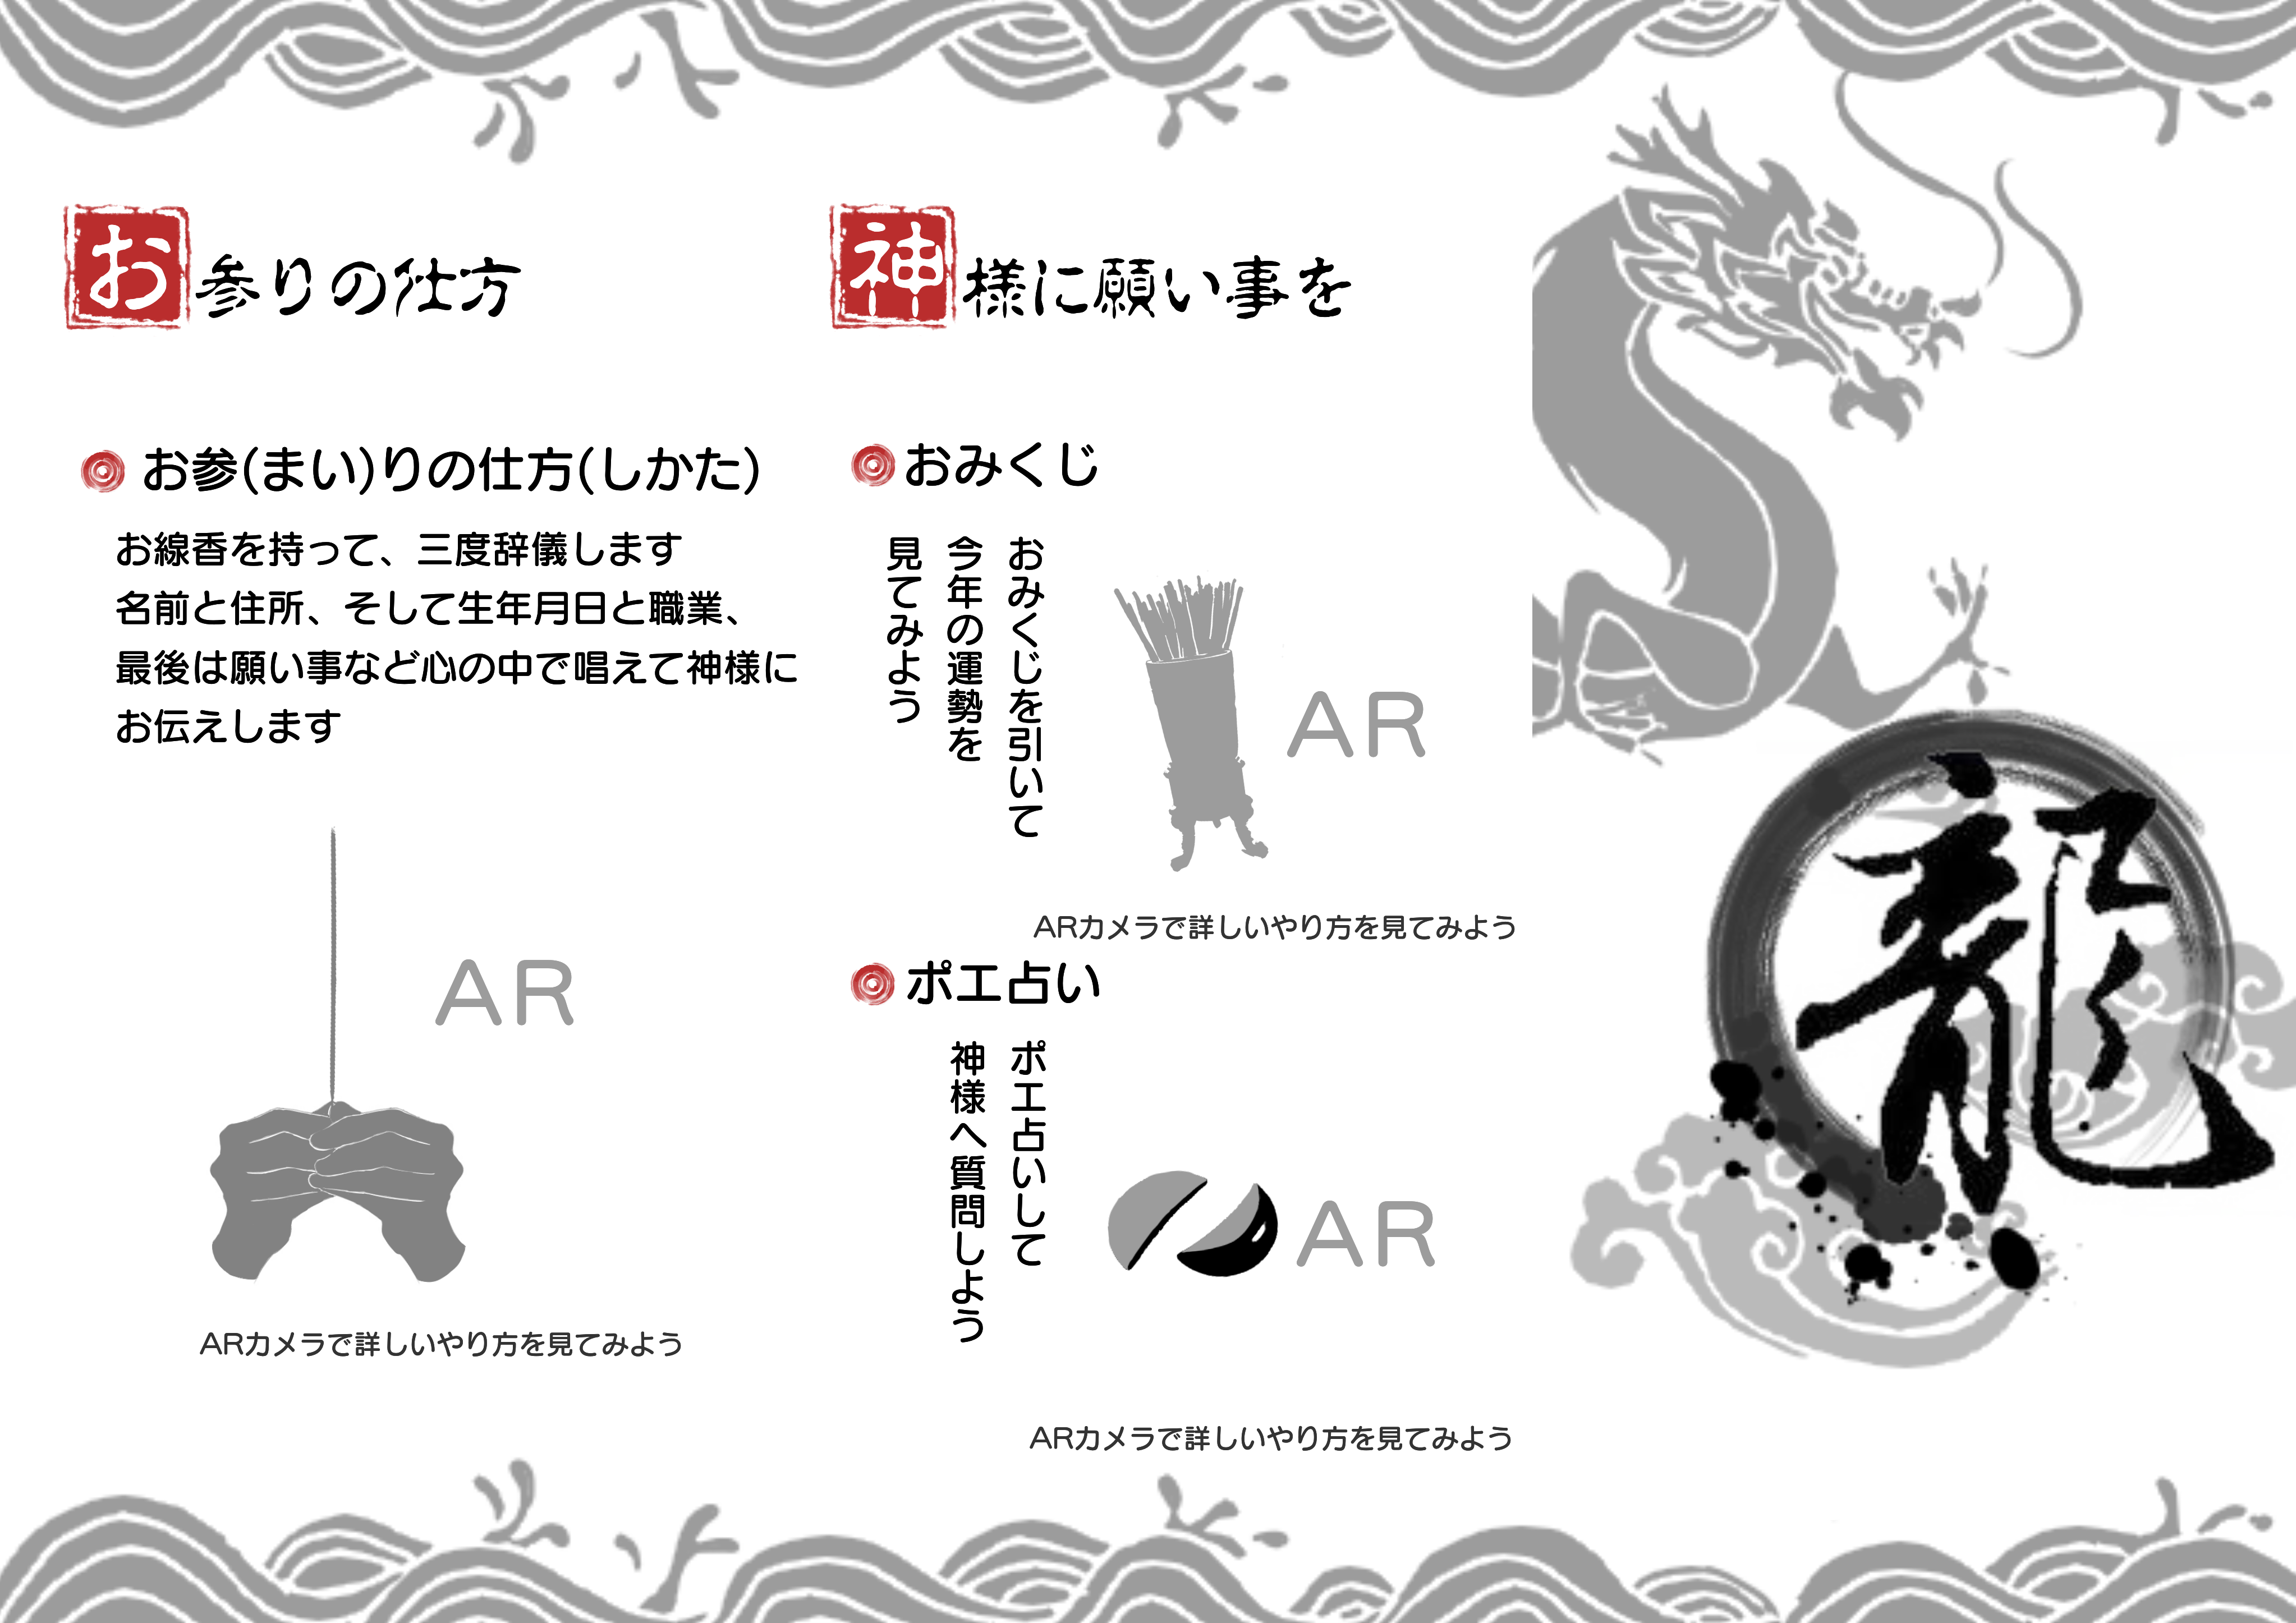 お参りの仕方
お参(まい)りの仕方(しかた)
お線香を持って、三度辞儀します
名前と住所、そして生年月日と職業、
最後は願い事など心の中で唱えて神様に
お伝えします
AR
ARカメラで詳しいやり方を見てみよう
神様に願い事を
おみくじ
おみくじを引いて
今年の運勢を
見てみよう
AR
ARカメラで詳しいやり方を見てみよう
ポエ占い
ポエ占いして
神様へ質問しよう
AR
ARカメラで詳しいやり方を見てみよう
龍